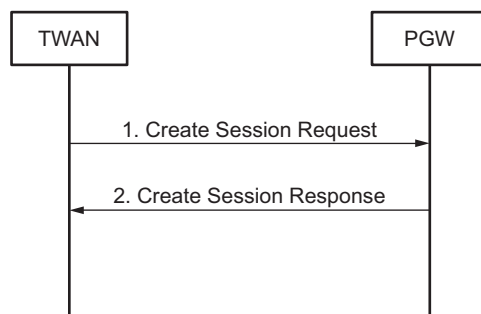 TWAN
PGW
1. Create Session Request
2. Create Session Response